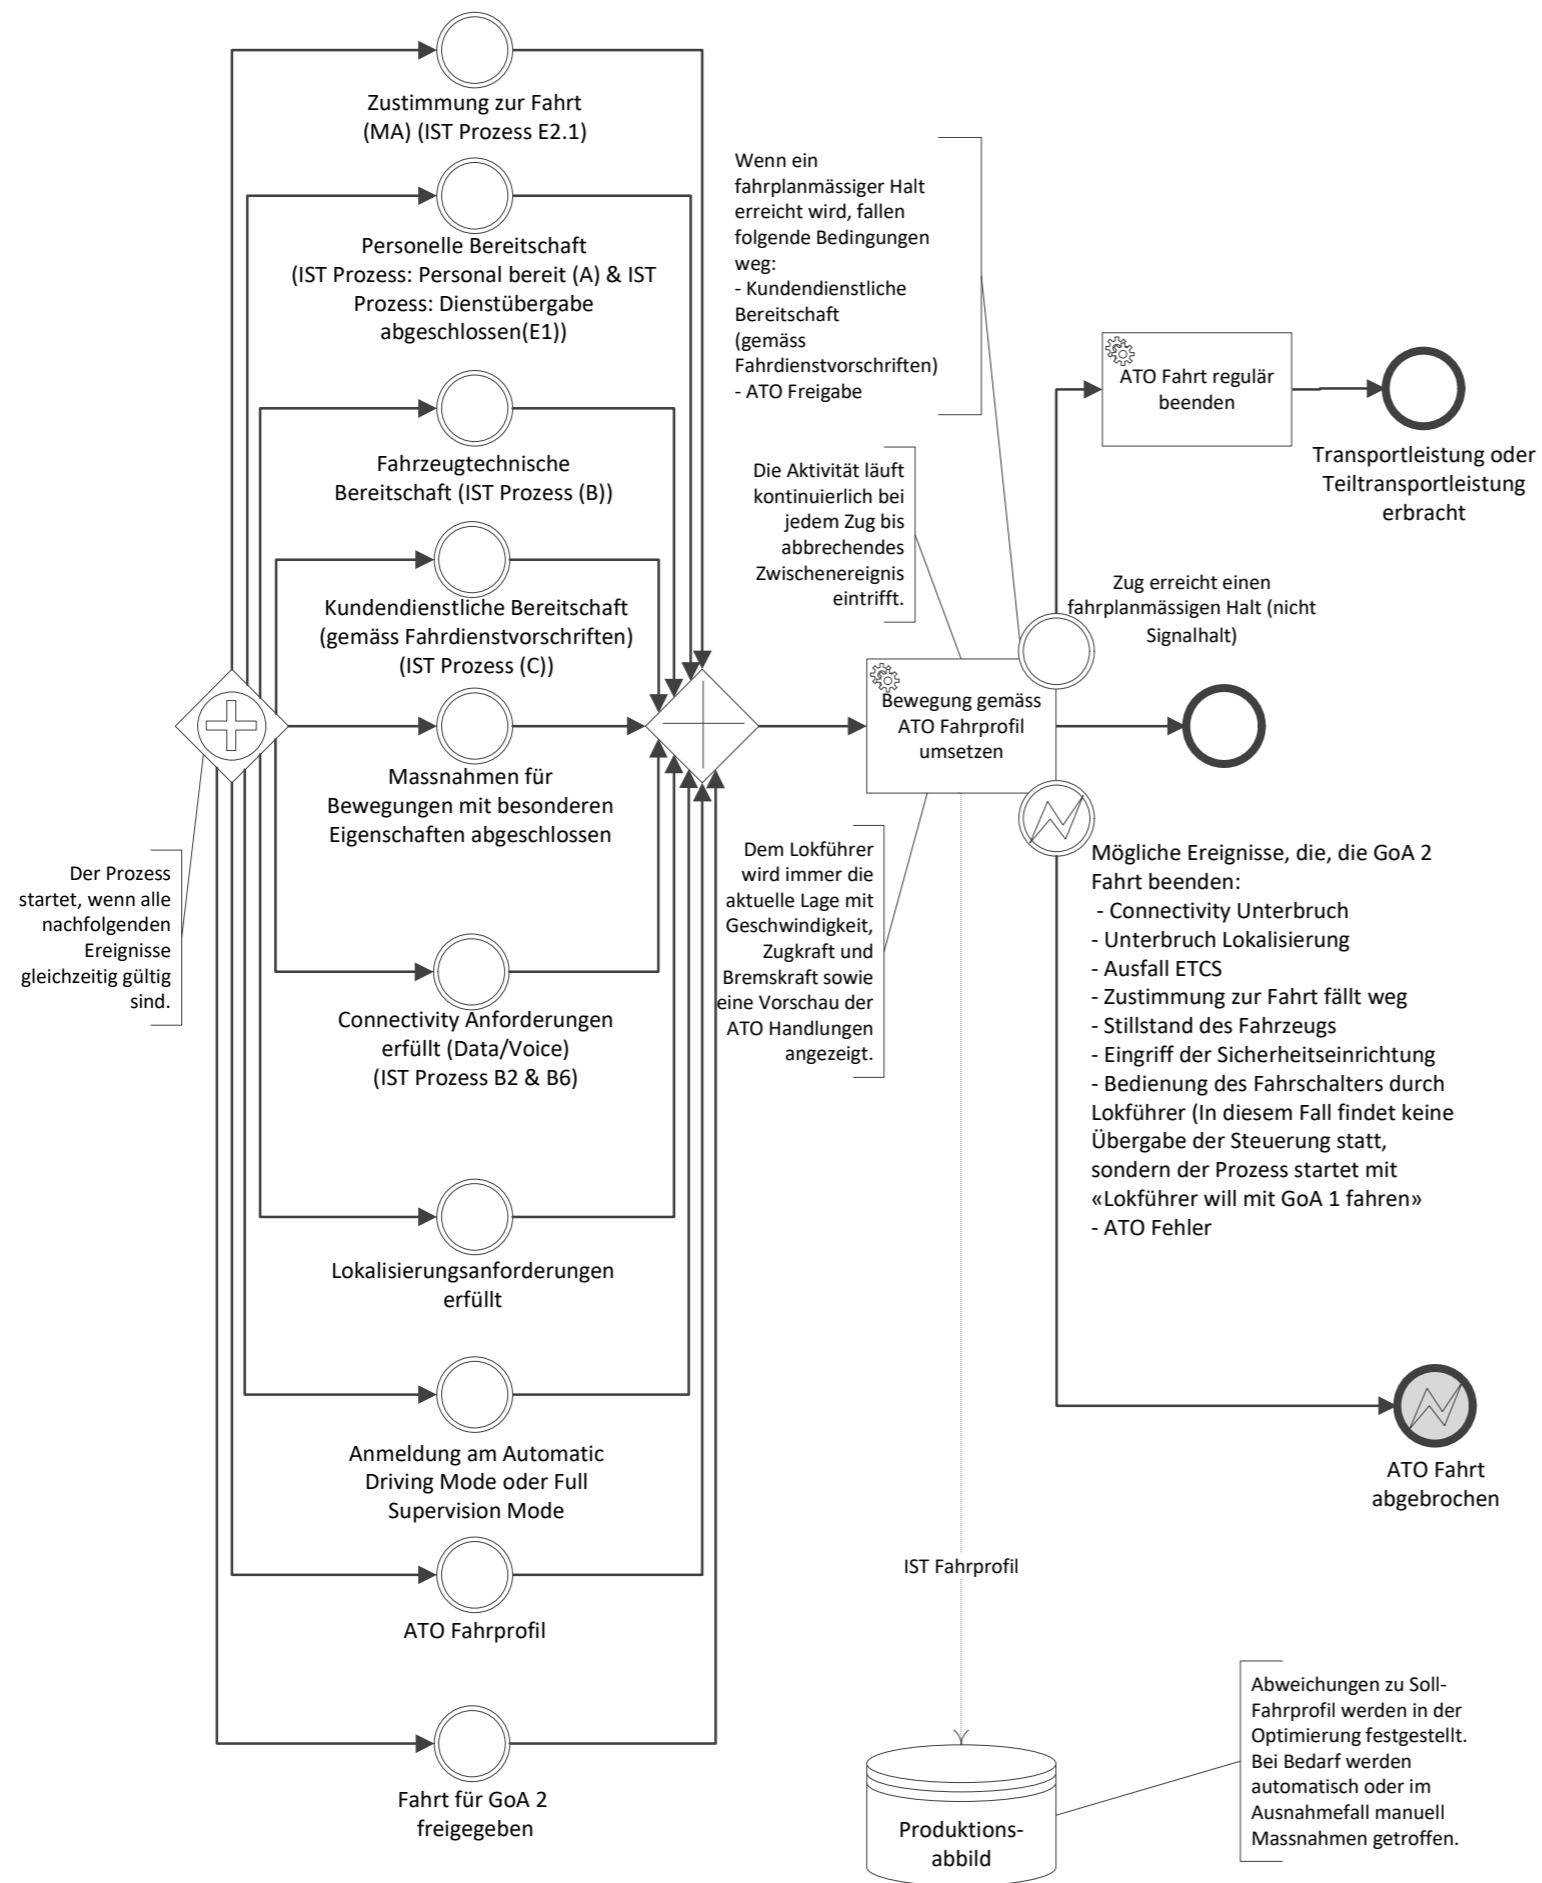 Zustimmung zur Fahrt
(MA) (IST Prozess E2.1)
Personelle Bereitschaft
(IST Prozess: Personal bereit (A) & IST
Prozess: Dienstübergabe
abgeschlossen(E1))
Fahrzeugtechnische
Bereitschaft (IST Prozess (B))
Kundendienstliche Bereitschaft
(gemäss Fahrdienstvorschriften)
(IST Prozess (C))
Massnahmen für
Bewegungen mit besonderen
Eigenschaften abgeschlossen
Der Prozess
startet, wenn alle
nachfolgenden
Ereignisse
gleichzeitig gültig
sind.
Connectivity Anforderungen
erfüllt (Data/Voice)
(IST Prozess B2 & B6)
Lokalisierungsanforderungen
erfüllt
Anmeldung am Automatic
Driving Mode oder Full
Supervision Mode
ATO Fahrprofil
Fahrt für GoA 2
freigegeben
Wenn ein
fahrplanmässiger Halt
erreicht wird, fallen
folgende Bedingungen
weg:
- Kundendienstliche
Bereitschaft
(gemäss
Fahrdienstvorschriften)
- ATO Freigabe
Die Aktivität läuft
kontinuierlich bei
jedem Zug bis
abbrechendes
Zwischenereignis
eintrifft.
Bewegung gemäss
ATO Fahrprofil
umsetzen
Dem Lokführer
wird immer die
aktuelle Lage mit
Geschwindigkeit,
Zugkraft und
Bremskraft sowie
eine Vorschau der
ATO Handlungen
angezeigt.
ATO Fahrt regulär
beenden
Transportleistung oder
Teiltransportleistung
erbracht
Zug erreicht einen
fahrplanmässigen Halt (nicht
Signalhalt)
Mögliche Ereignisse, die, die GoA 2
Fahrt beenden:
- Connectivity Unterbruch
- Unterbruch Lokalisierung
- Ausfall ETCS
- Zustimmung zur Fahrt fällt weg
- Stillstand des Fahrzeugs
- Eingriff der Sicherheitseinrichtung
- Bedienung des Fahrschalters durch
Lokführer (In diesem Fall findet keine
Übergabe der Steuerung statt,
sondern der Prozess startet mit
«Lokführer will mit GoA 1 fahren»
- ATO Fehler
ATO Fahrt
abgebrochen
IST Fahrprofil
Produktions-
abbild
Abweichungen zu Soll-
Fahrprofil werden in der
Optimierung festgestellt.
Bei Bedarf werden
automatisch oder im
Ausnahmefall manuell
Massnahmen getroffen.